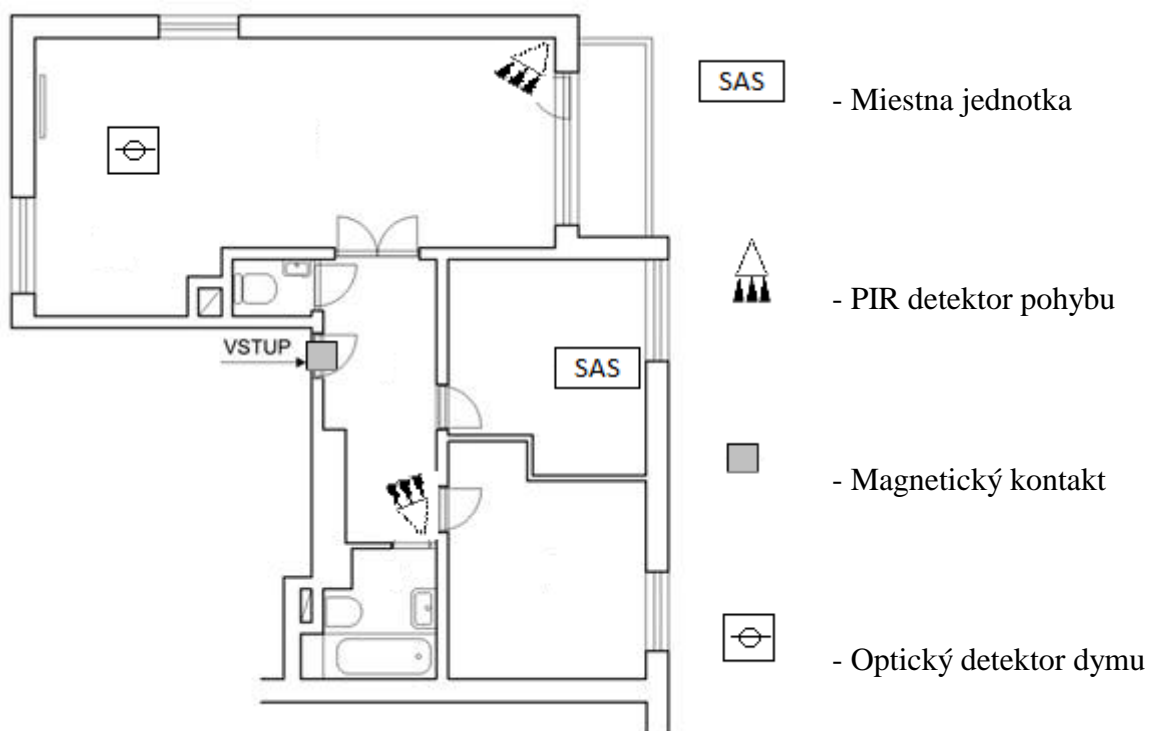 SAS
- Miestna jednotka
- PIR detektor pohybu
VSTUP
SAS
- Magnetický kontakt
- Optický detektor dymu